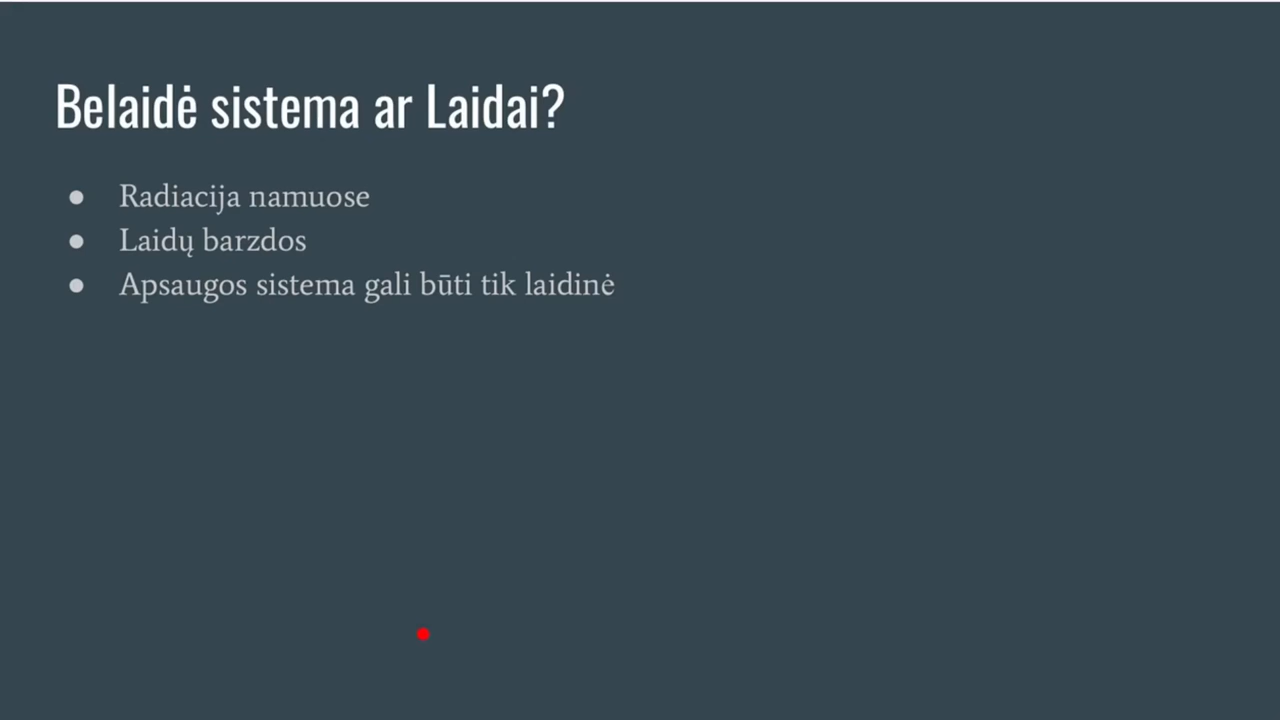 Belaidė sistema ar Laidai?
● Radiacija namuose
● Laidų barzdos
● Apsaugos sistema gali būti tik laidinė